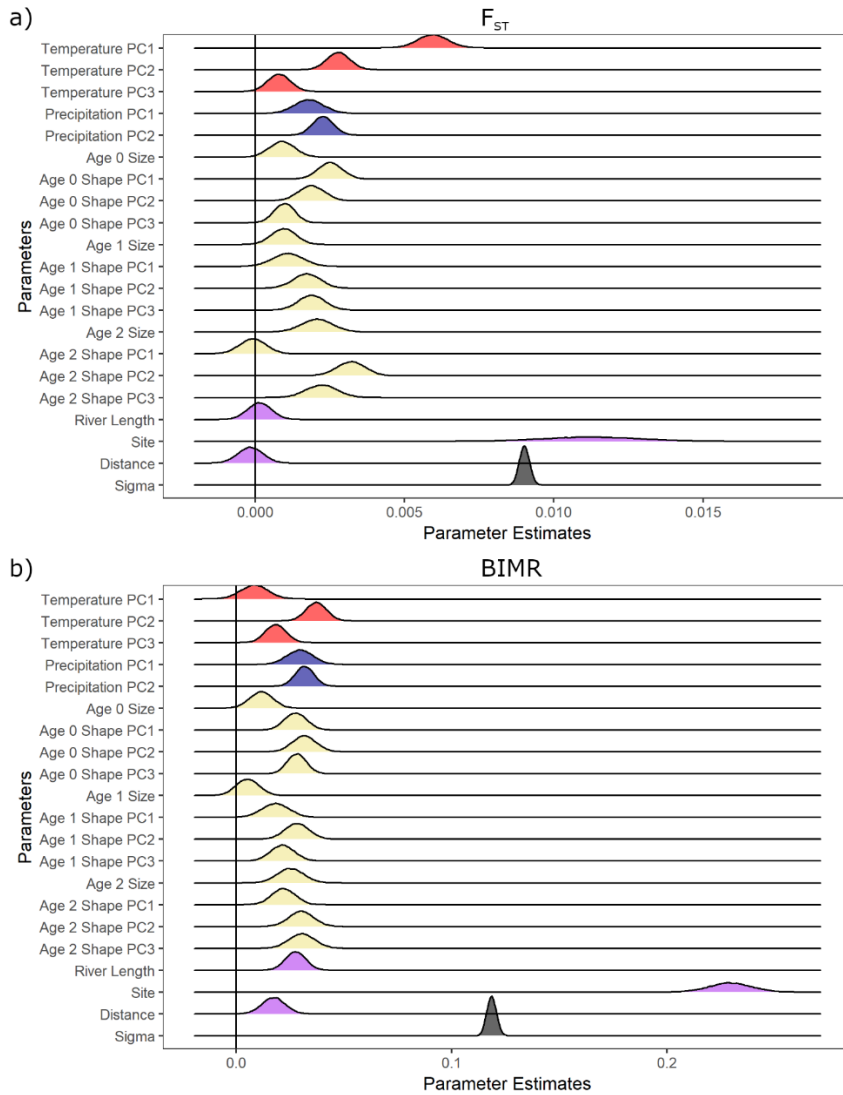 a)
F_ST
Temperature PC1
Temperature PC2
Temperature PC3
Precipitation PC1
Precipitation PC2
Age 0 Size
Age 0 Shape PC1
Age 0 Shape PC2
Age 0 Shape PC3
Age 1 Size
Age 1 Shape PC1
Age 1 Shape PC2
Age 1 Shape PC3
Age 2 Size
Age 2 Shape PC1
Age 2 Shape PC2
Age 2 Shape PC3
River Length
Site
Distance
Sigma
Parameters
0.000 0.005 0.010 0.015
Parameter Estimates
b)
BIMR
Temperature PC1
Temperature PC2
Temperature PC3
Precipitation PC1
Precipitation PC2
Age 0 Size
Age 0 Shape PC1
Age 0 Shape PC2
Age 0 Shape PC3
Age 1 Size
Age 1 Shape PC1
Age 1 Shape PC2
Age 1 Shape PC3
Age 2 Size
Age 2 Shape PC1
Age 2 Shape PC2
Age 2 Shape PC3
River Length
Site
Distance
Sigma
Parameters
0.0 0.1 0.2
Parameter Estimates